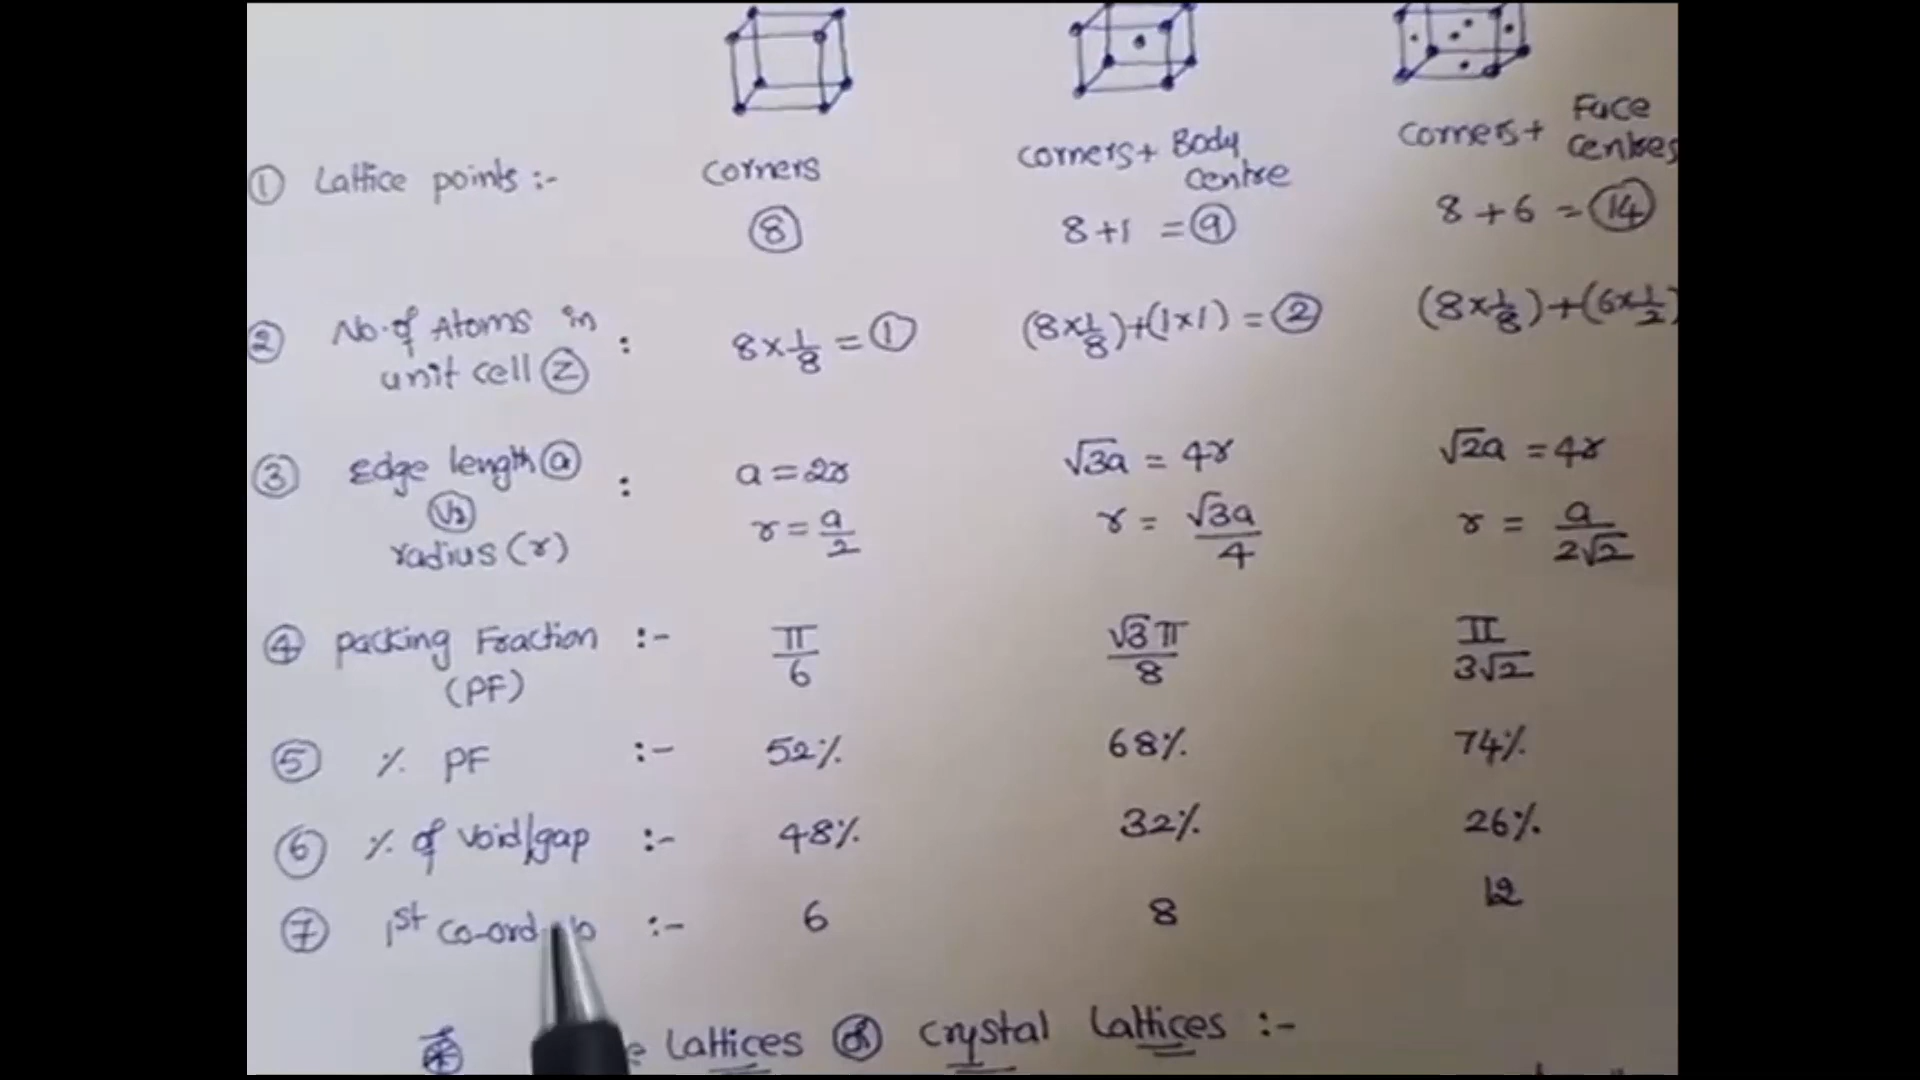 Face
corners + centres
corners + Body
centre
① Lattice points :- corners
⑧ 8+1 = ⑨ 8+6 = ⑭
② No. of Atoms in : 8×1/8 = ① (8×1/8)+(1×1) = ② (8×1/8)+(6×1/2)
unit cell Ⓩ
③ Edge length ⓐ : a = 2r √3a = 4r √2a = 4r
Vs r = a/2 r = √3a/4 r = a/2√2
radius (r)
④ packing Fraction :- π/6 √3π/8 π/3√2
(PF)
⑤ % PF :- 52% 68% 74%
⑥ % of void/gap :- 48% 32% 26%
⑦ 1st co-ord :- 6 8 12
Lattices or crystal Lattices :-